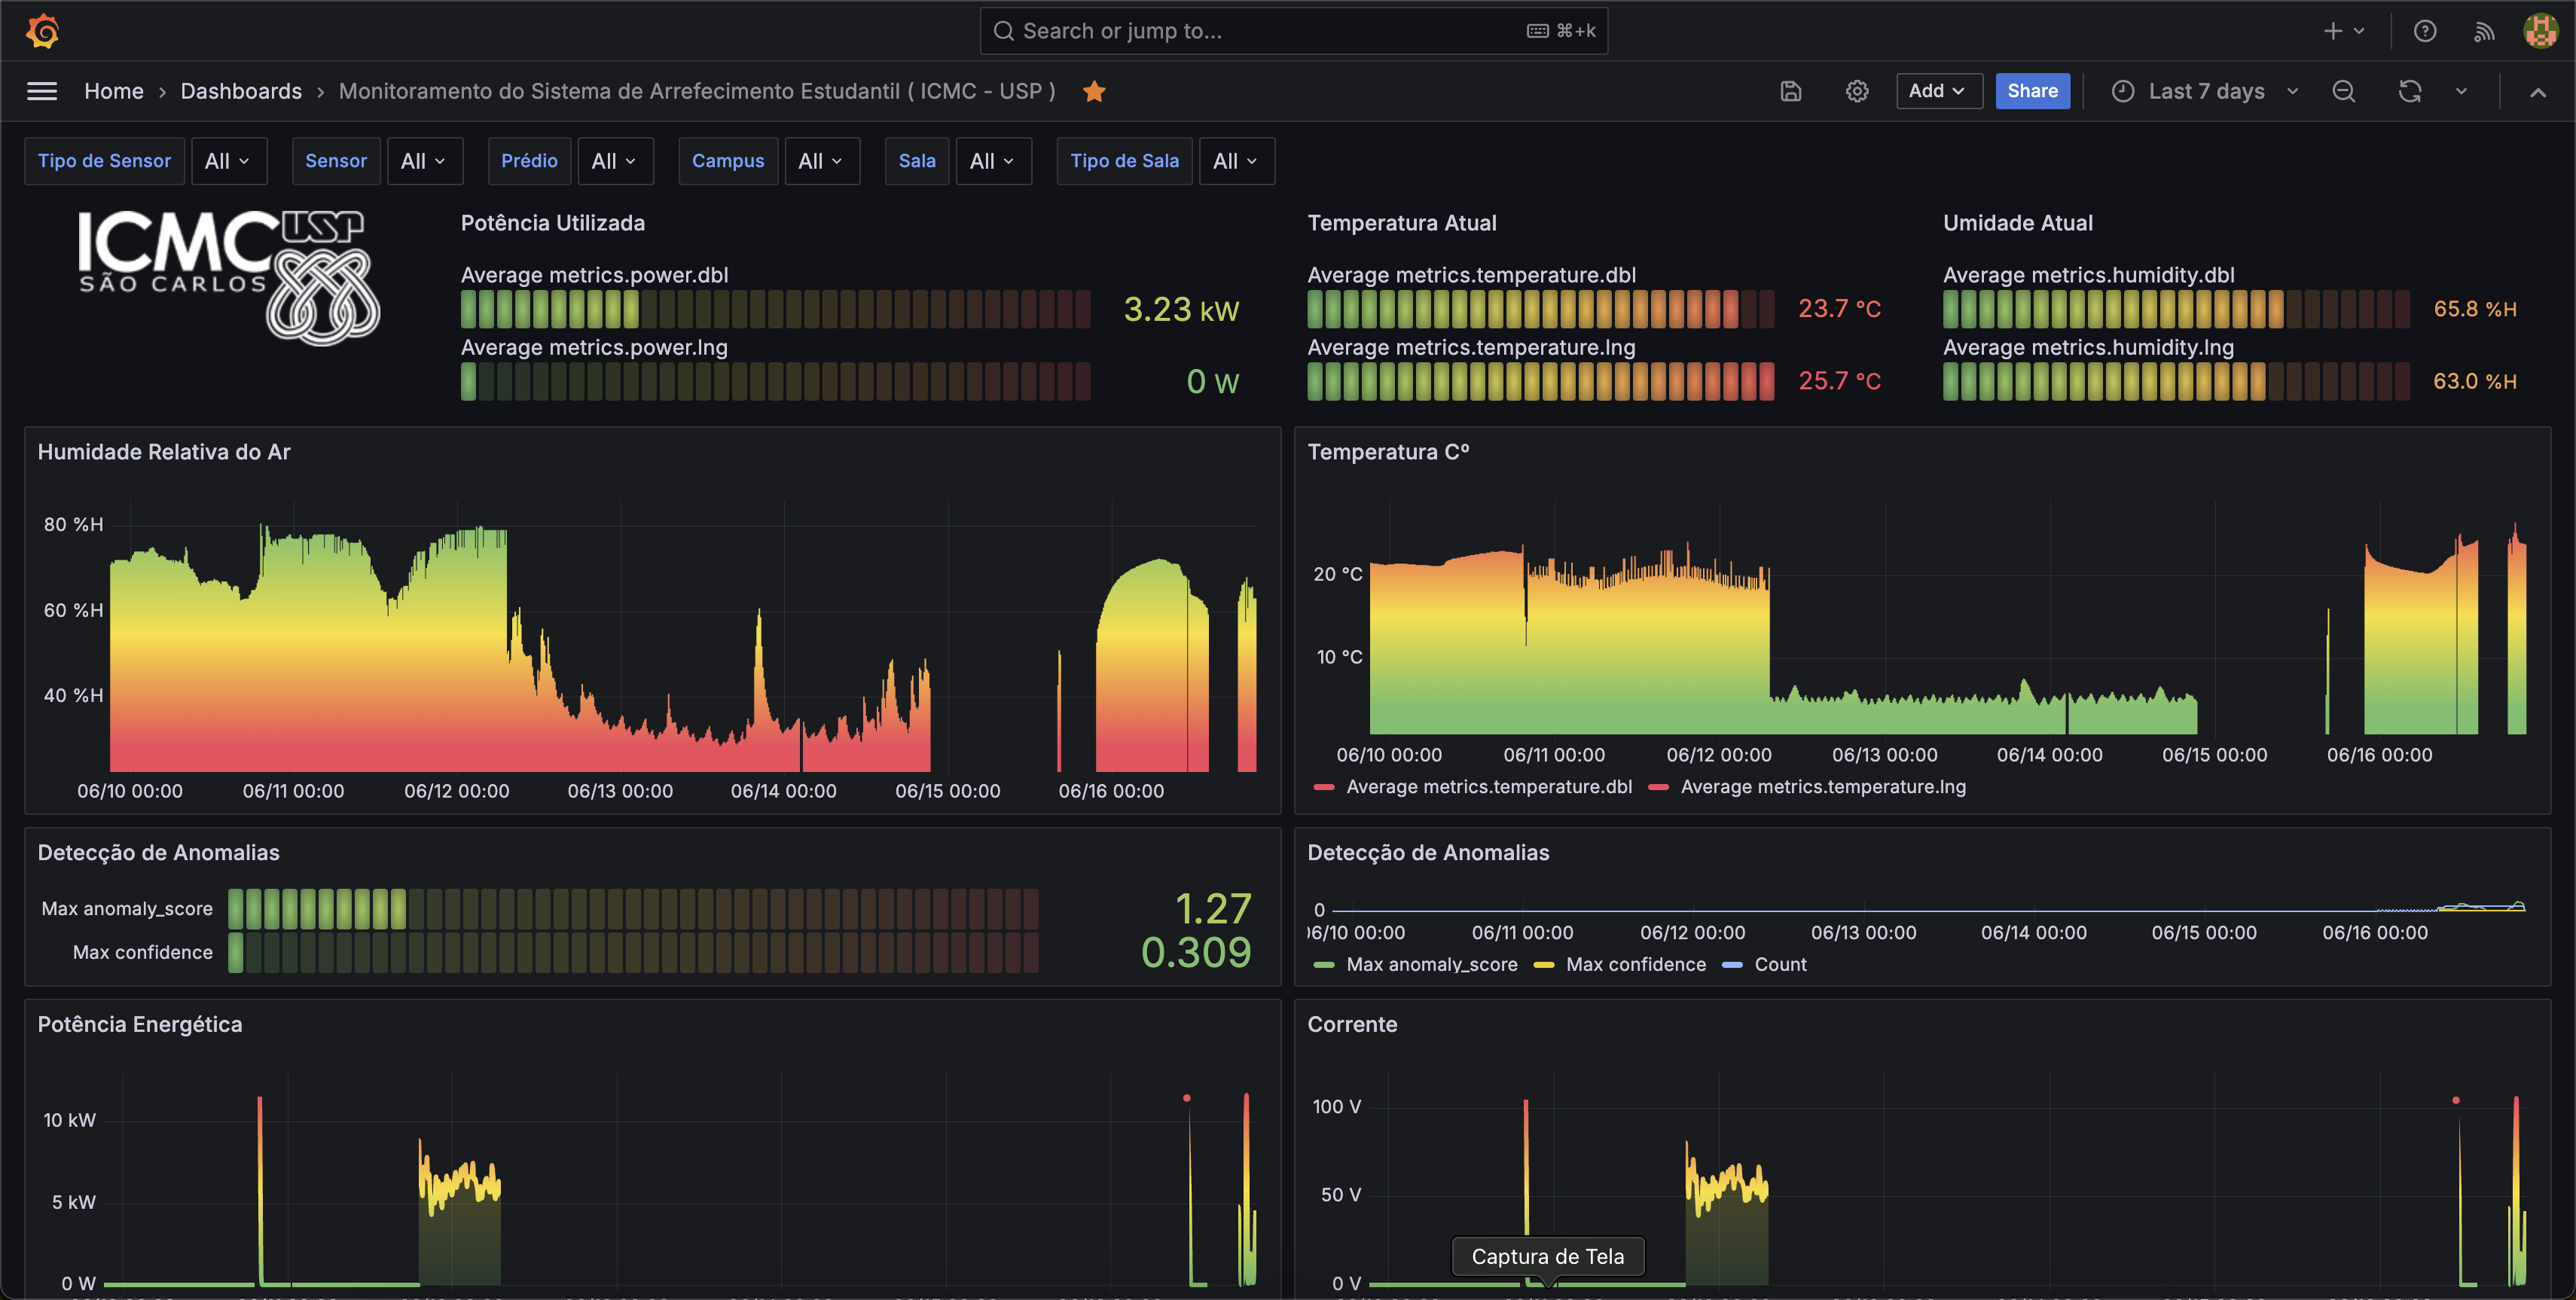 Search or jump to... ⌘+k
Home › Dashboards › Monitoramento do Sistema de Arrefecimento Estudantil ( ICMC - USP ) Add Share Last 7 days
Tipo de Sensor All Sensor All Prédio All Campus All Sala All Tipo de Sala All
ICMC USP
SÃO CARLOS
Potência Utilizada
Average metrics.power.dbl
3.23 kW
Average metrics.power.lng
0 W
Temperatura Atual
Average metrics.temperature.dbl
23.7 °C
Average metrics.temperature.lng
25.7 °C
Umidade Atual
Average metrics.humidity.dbl
65.8 %H
Average metrics.humidity.lng
63.0 %H
Humidade Relativa do Ar
80 %H
60 %H
40 %H
06/10 00:00 06/11 00:00 06/12 00:00 06/13 00:00 06/14 00:00 06/15 00:00 06/16 00:00
Temperatura Cº
20 °C
10 °C
06/10 00:00 06/11 00:00 06/12 00:00 06/13 00:00 06/14 00:00 06/15 00:00 06/16 00:00
Average metrics.temperature.dbl Average metrics.temperature.lng
Detecção de Anomalias
Max anomaly_score 1.27
Max confidence 0.309
Detecção de Anomalias
0
6/10 00:00 06/11 00:00 06/12 00:00 06/13 00:00 06/14 00:00 06/15 00:00 06/16 00:00
Max anomaly_score Max confidence Count
Potência Energética
10 kW
5 kW
0 W
Corrente
100 V
50 V
0 V
Captura de Tela